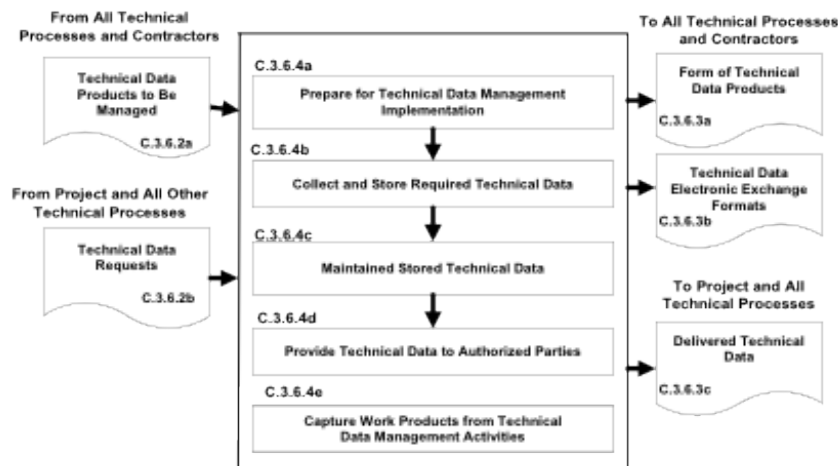 From All Technical
Processes and Contractors
Technical Data
Products to Be
Managed
C.3.6.2a
From Project and All Other
Technical Processes
Technical Data
Requests
C.3.6.2b
C.3.6.4a
Prepare for Technical Data Management
Implementation
C.3.6.4b
Collect and Store Required Technical Data
C.3.6.4c
Maintained Stored Technical Data
C.3.6.4d
Provide Technical Data to Authorized Parties
C.3.6.4e
Capture Work Products from Technical
Data Management Activities
To All Technical Processes
and Contractors
Form of Technical
Data Products
C.3.6.3a
Technical Data
Electronic Exchange
Formats
C.3.6.3b
To Project and All
Technical Processes
Delivered Technical
Data
C.3.6.3c